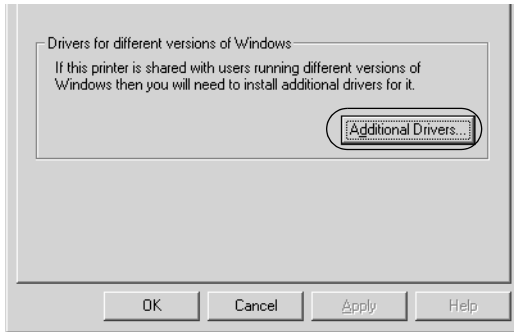 Drivers for different versions of Windows
If this printer is shared with users running different versions of
Windows then you will need to install additional drivers for it.
Additional Drivers...
OK Cancel Apply Help